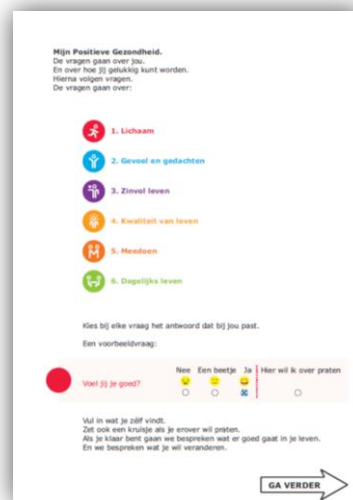 Mijn Positieve Gezondheid.
De vragen gaan over jou.
En over hoe jij gelukkig kunt worden.
Hierna volgen vragen.
De vragen gaan over:
1. Lichaam
2. Gevoel en gedachten
3. Zinvol leven
4. Kwaliteit van leven
5. Meedoen
6. Dagelijks leven
Kies bij elke vraag het antwoord dat bij jou past.
Een voorbeeldvraag:
Nee Een beetje Ja Hier wil ik over praten
Voel jij je goed?
Vul in wat je zélf vindt.
Zet ook een kruisje als je erover wil praten.
Als je klaar bent gaan we bespreken wat er goed gaat in je leven.
En we bespreken wat je wil veranderen.
GA VERDER